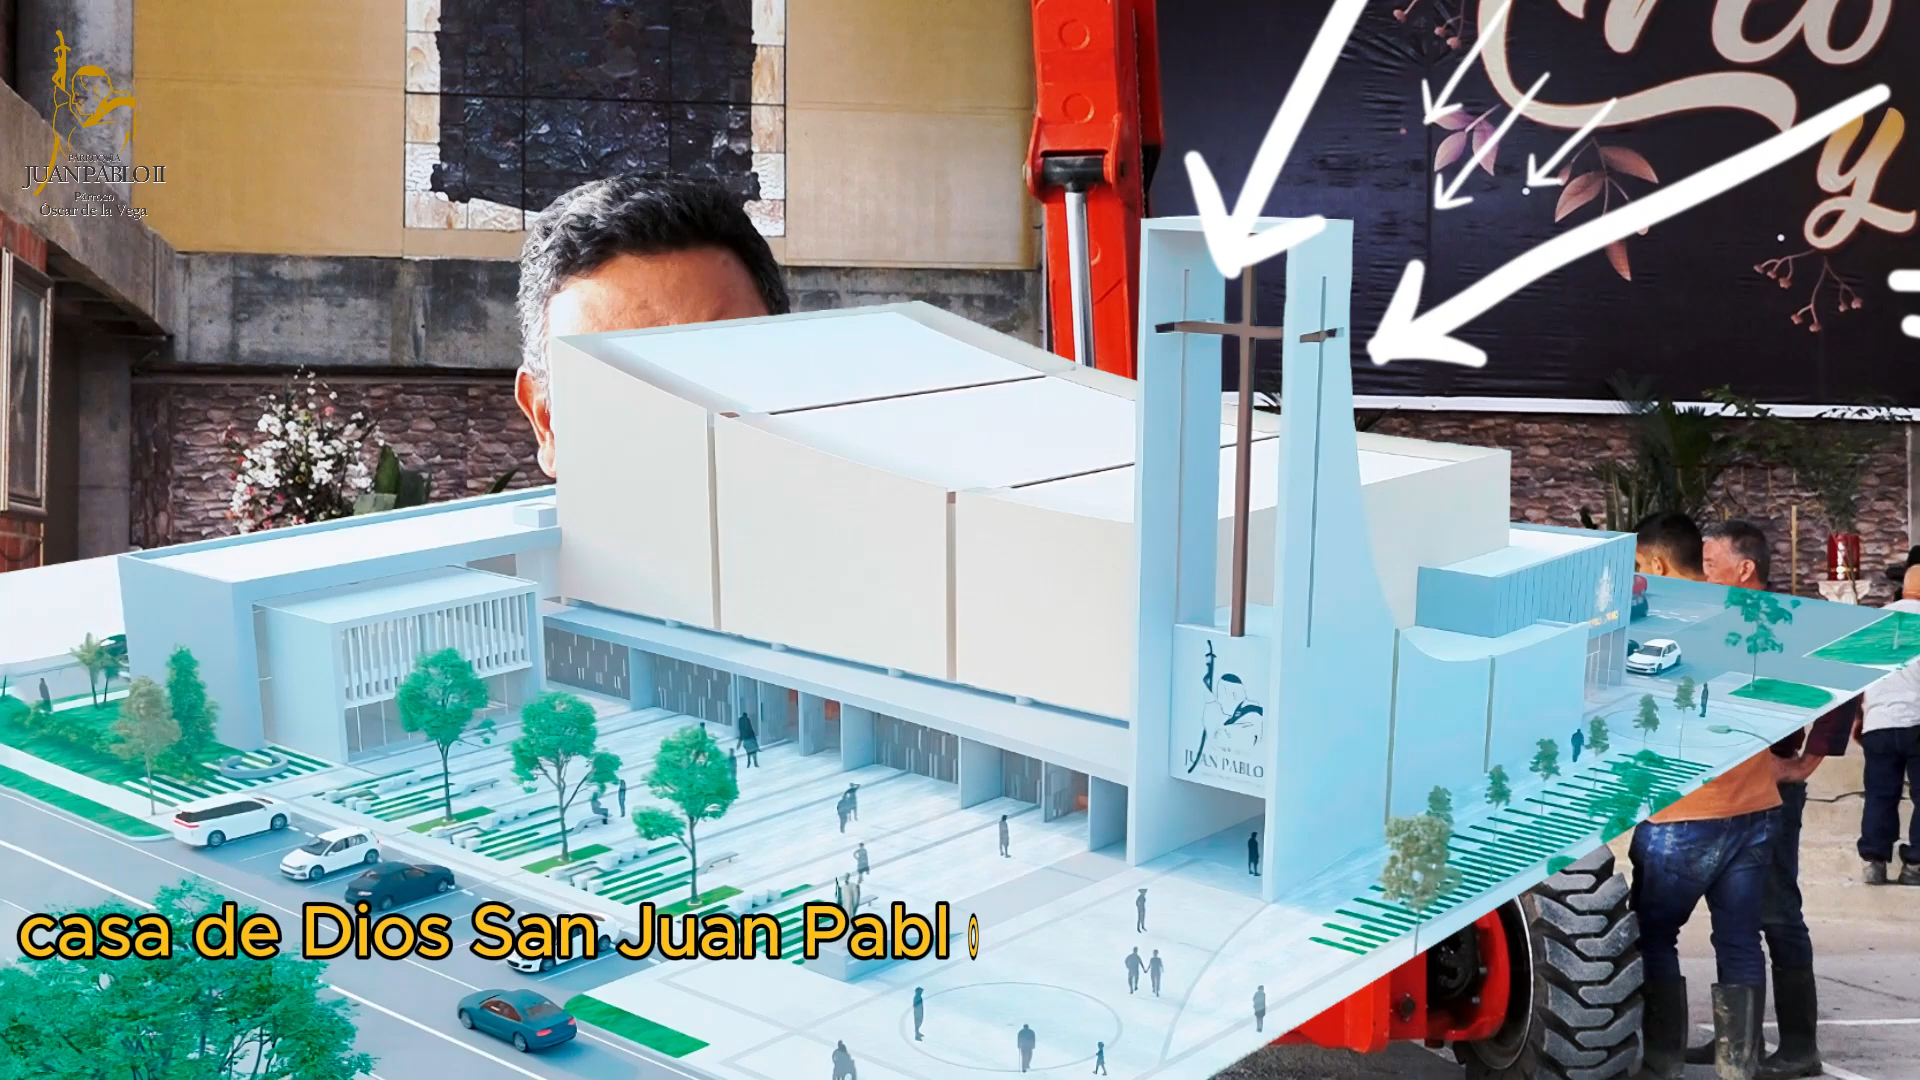 PARROQUIA
JUAN PABLO II
Párroco
Óscar de la Vega
y
JUAN PABLO
casa de Dios San Juan Pabl o